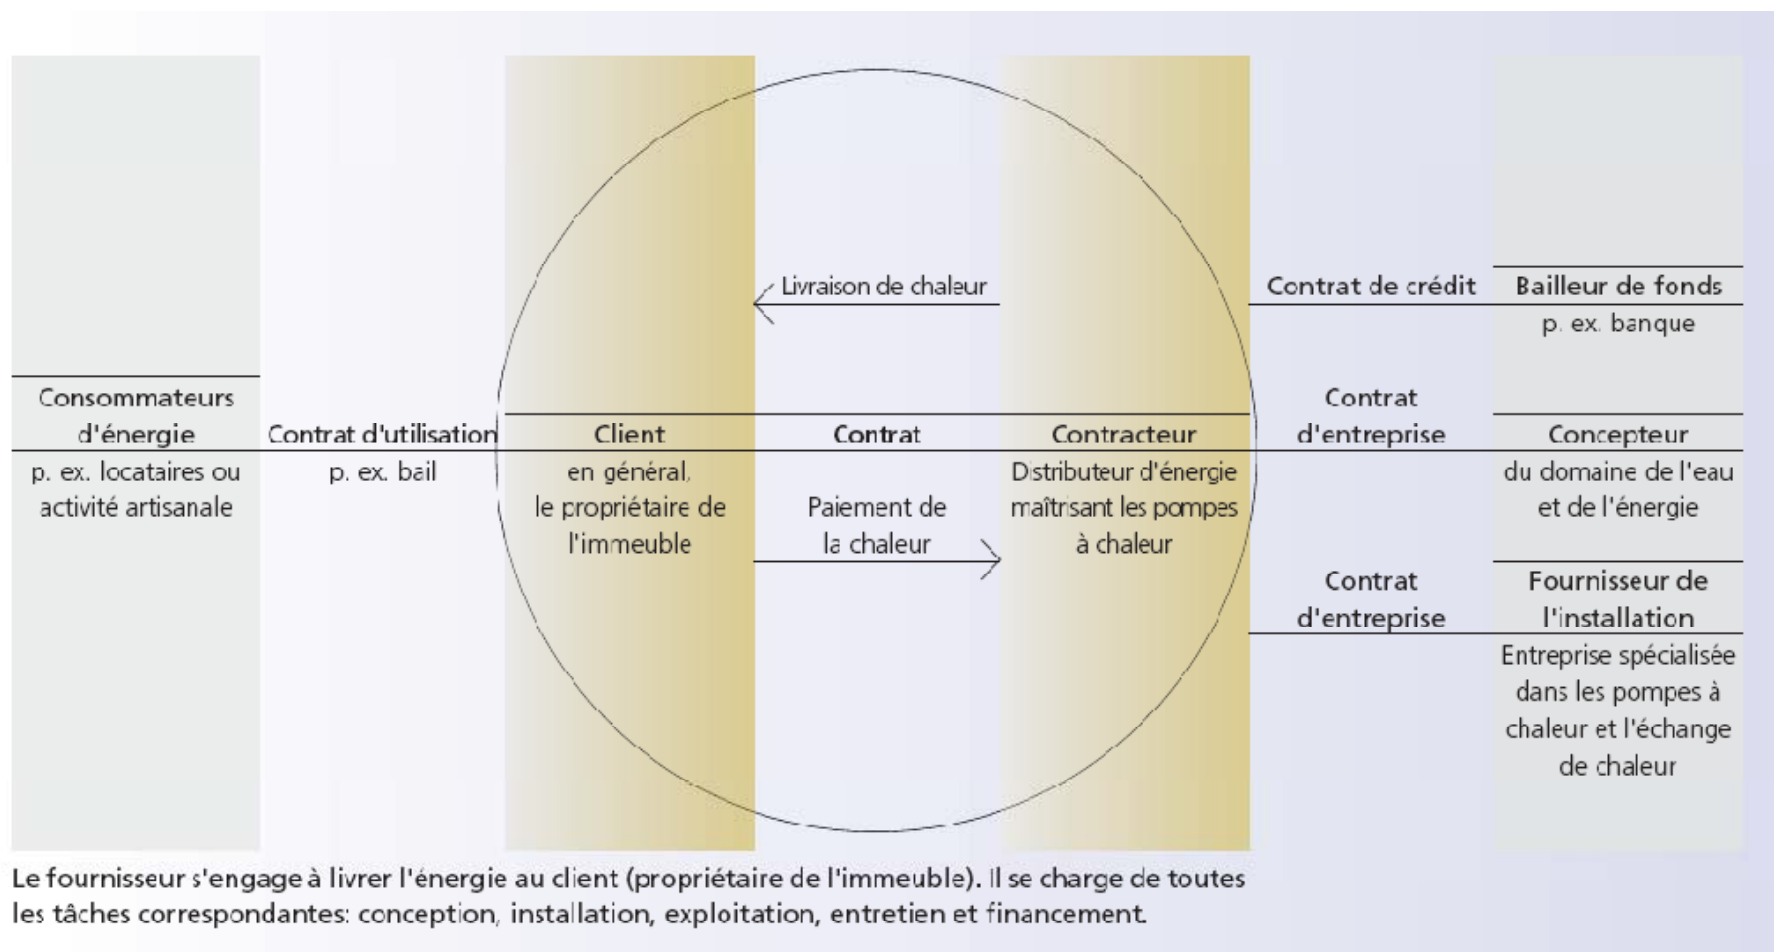 Livraison de chaleur
Contrat de crédit
Bailleur de fonds
p. ex. banque
Consommateurs
d'énergie
p. ex. locataires ou
activité artisanale
Contrat d'utilisation
p. ex. bail
Client
en général,
le propriétaire de
l'immeuble
Contrat
Paiement de
la chaleur
Contracteur
Distributeur d'énergie
maîtrisant les pompes
à chaleur
Contrat
d'entreprise
Concepteur
du domaine de l'eau
et de l'énergie
Contrat
d'entreprise
Fournisseur de
l'installation
Entreprise spécialisée
dans les pompes à
chaleur et l'échange
de chaleur
Le fournisseur s'engage à livrer l'énergie au client (propriétaire de l'immeuble). Il se charge de toutes
les tâches correspondantes: conception, installation, exploitation, entretien et financement.